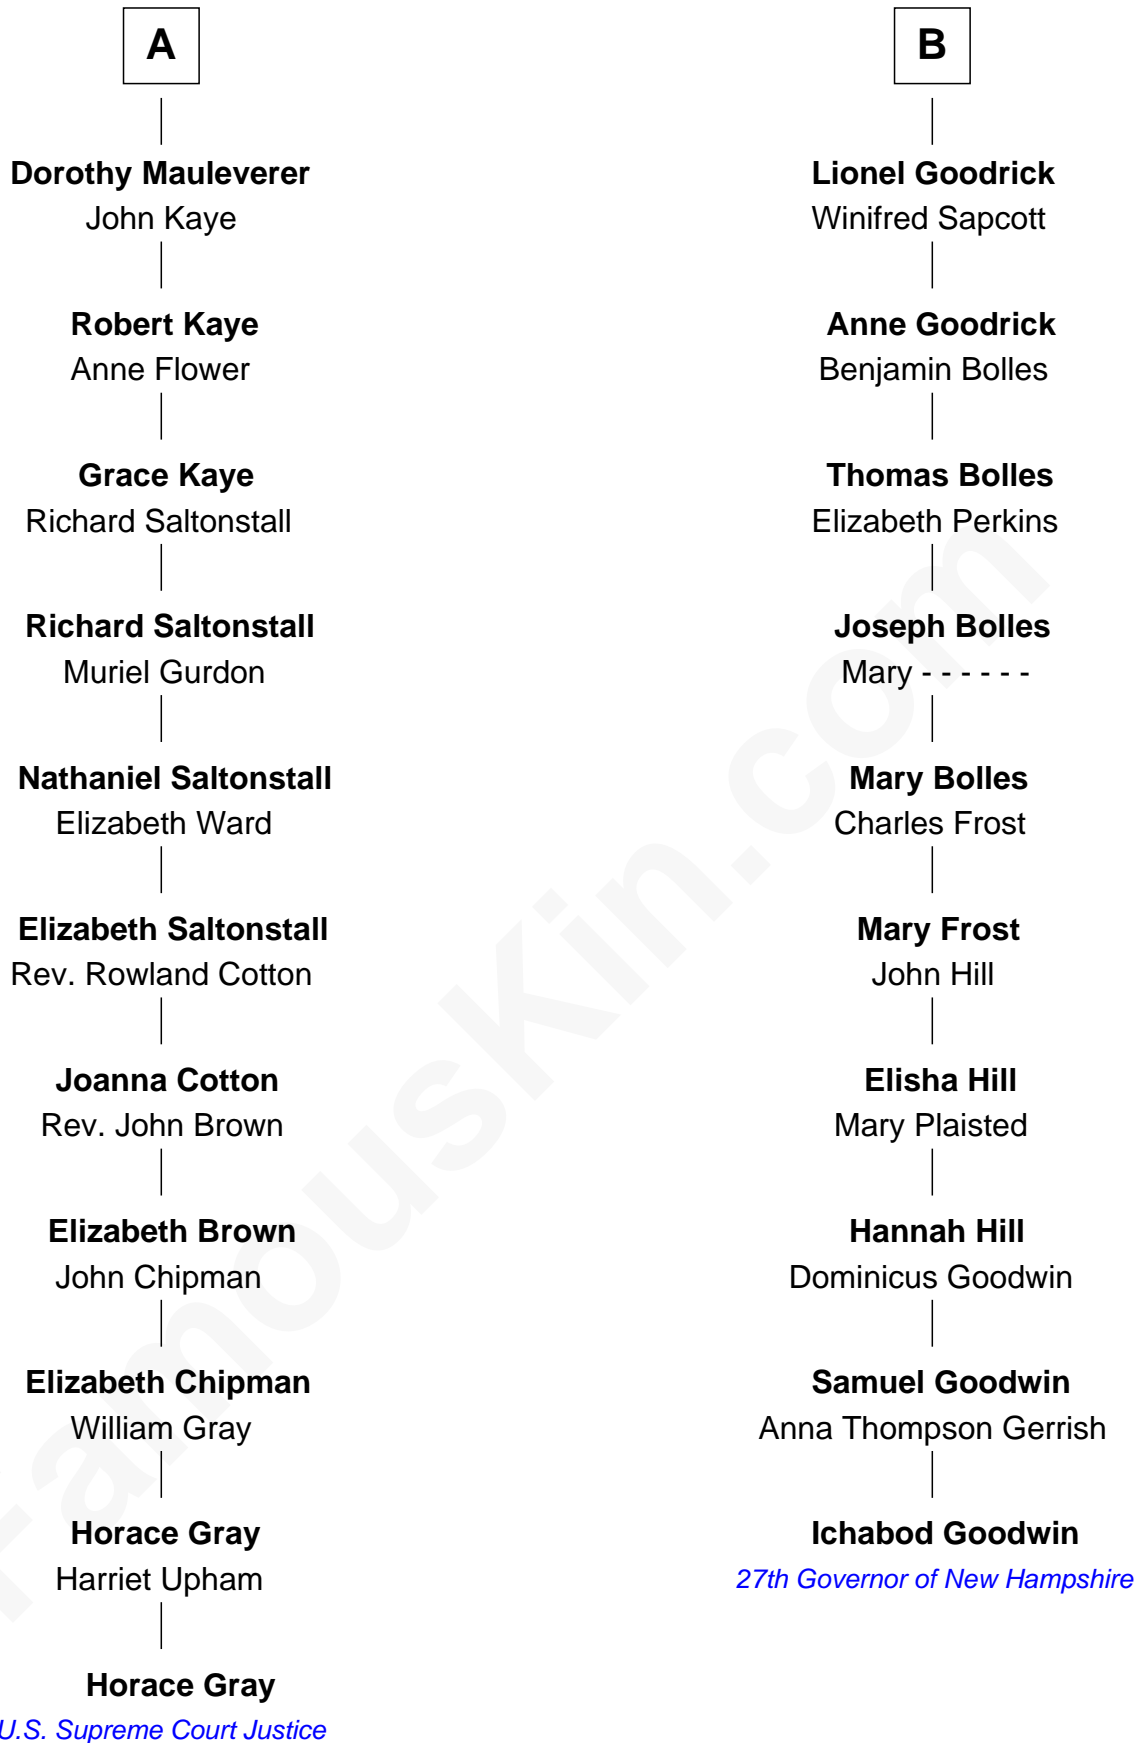 A
Dorothy Mauleverer
John Kaye
Robert Kaye
Anne Flower
Grace Kaye
Richard Saltonstall
Richard Saltonstall
Muriel Gurdon
Nathaniel Saltonstall
Elizabeth Ward
Elizabeth Saltonstall
Rev. Rowland Cotton
Joanna Cotton
Rev. John Brown
Elizabeth Brown
John Chipman
Elizabeth Chipman
William Gray
Horace Gray
Harriet Upham
Horace Gray
U.S. Supreme Court Justice
B
Lionel Goodrick
Winifred Sapcott
Anne Goodrick
Benjamin Bolles
Thomas Bolles
Elizabeth Perkins
Joseph Bolles
Mary - - - - - -
Mary Bolles
Charles Frost
Mary Frost
John Hill
Elisha Hill
Mary Plaisted
Hannah Hill
Dominicus Goodwin
Samuel Goodwin
Anna Thompson Gerrish
Ichabod Goodwin
27th Governor of New Hampshire
FamousKin.com